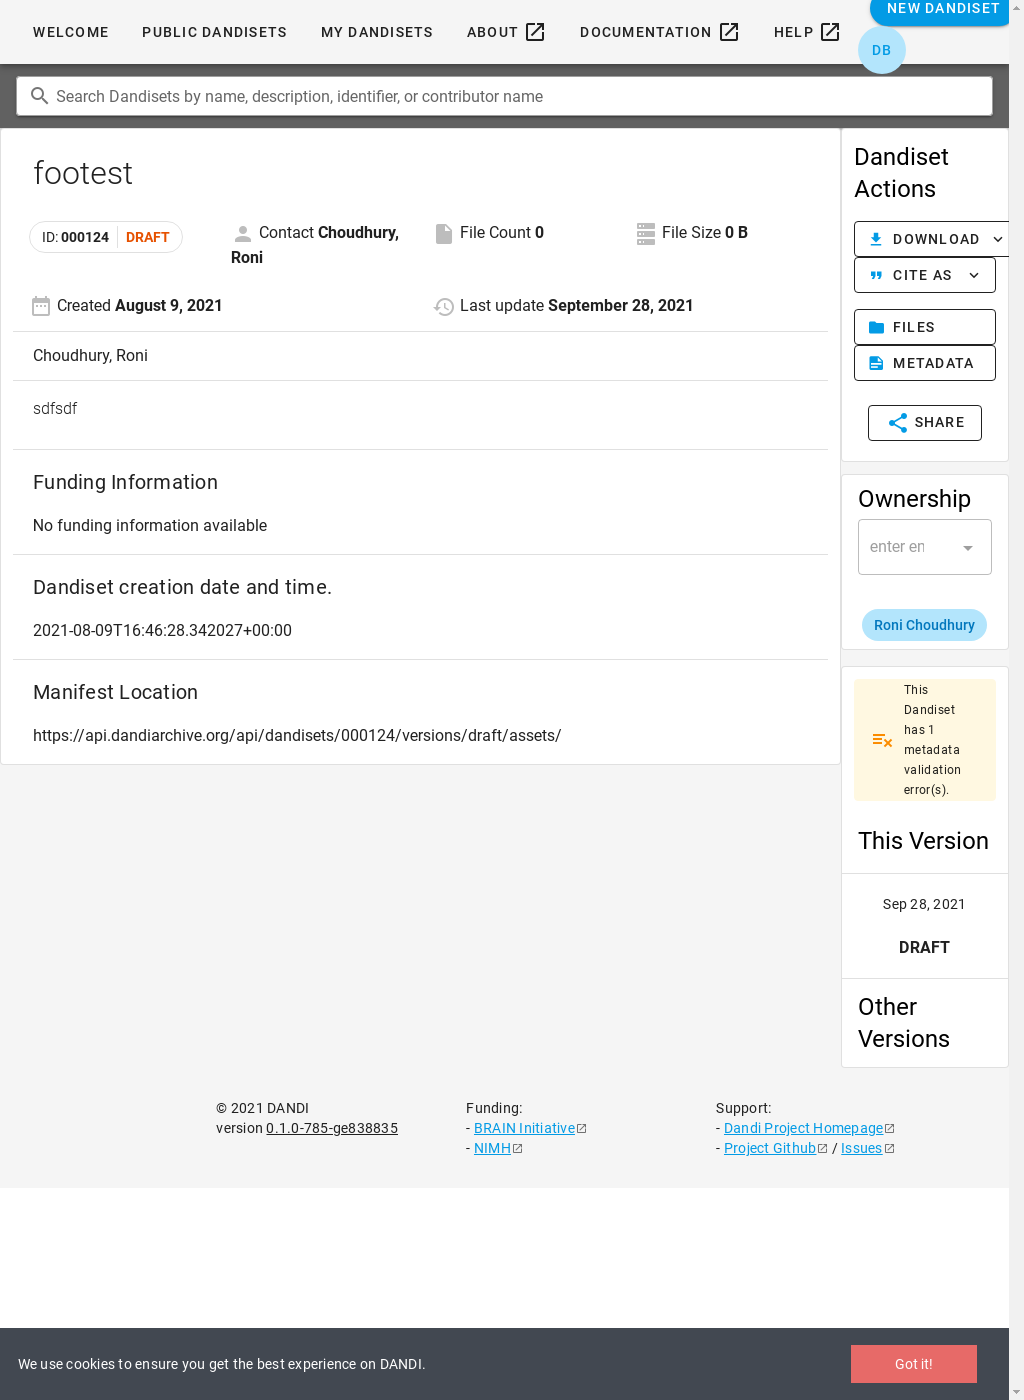 WELCOME
PUBLIC DANDISETS
MY DANDISETS
ABOUT
DOCUMENTATION
HELP
NEW DANDISET
DB
Search Dandisets by name, description, identifier, or contributor name
footest
ID: 000124 DRAFT
Contact Choudhury,
Roni
File Count 0
File Size 0 B
Created August 9, 2021
Last update September 28, 2021
Choudhury, Roni
sdfsdf
Funding Information
No funding information available
Dandiset creation date and time.
2021-08-09T16:46:28.342027+00:00
Manifest Location
https://api.dandiarchive.org/api/dandisets/000124/versions/draft/assets/
Dandiset
Actions
DOWNLOAD
CITE AS
FILES
METADATA
SHARE
Ownership
enter
Roni Choudhury
This
Dandiset
has 1
metadata
validation
error(s).
This Version
Sep 28, 2021
DRAFT
Other
Versions
© 2021 DANDI
version 0.1.0-785-ge838835
Funding:
- BRAIN Initiative
- NIMH
Support:
- Dandi Project Homepage
- Project Github / Issues
We use cookies to ensure you get the best experience on DANDI.
Got it!